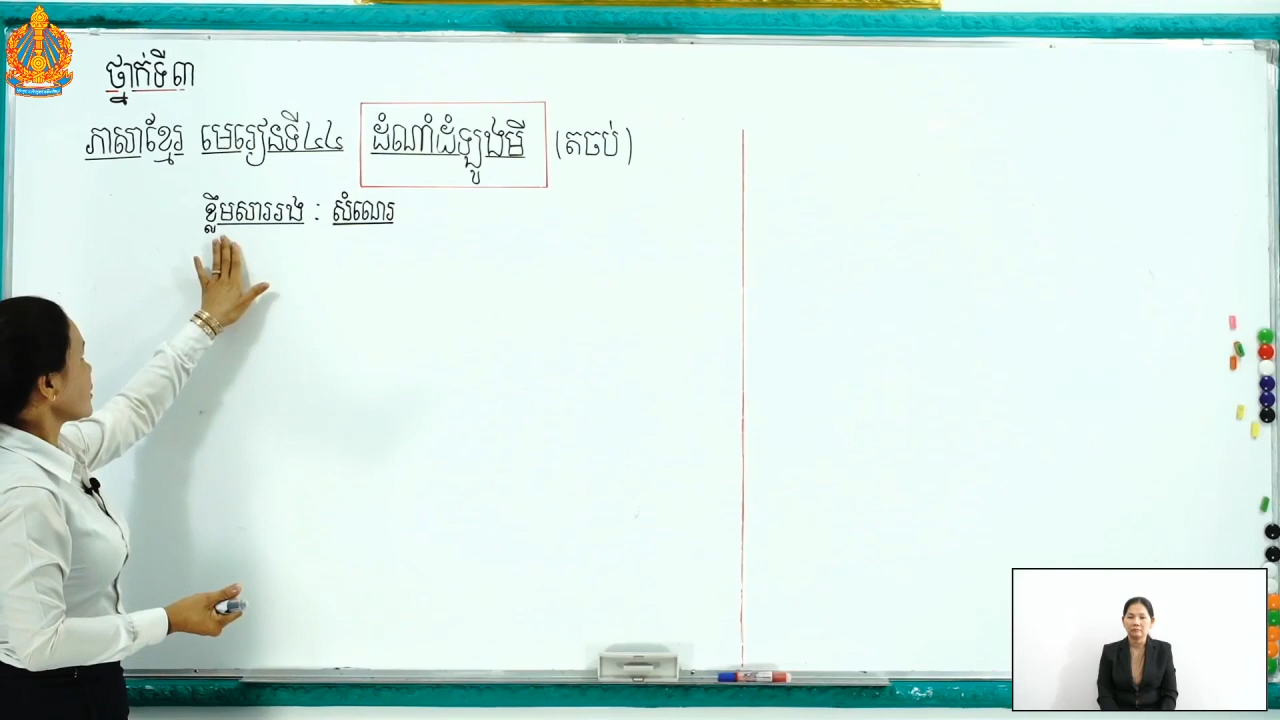 ថ្នាក់ទី៣
ភាសាខ្មែរ មេរៀនទី៤៤ ដំណាំដំឡូងមី (តចប់)
ខ្លឹមសាររង : សំណេរ